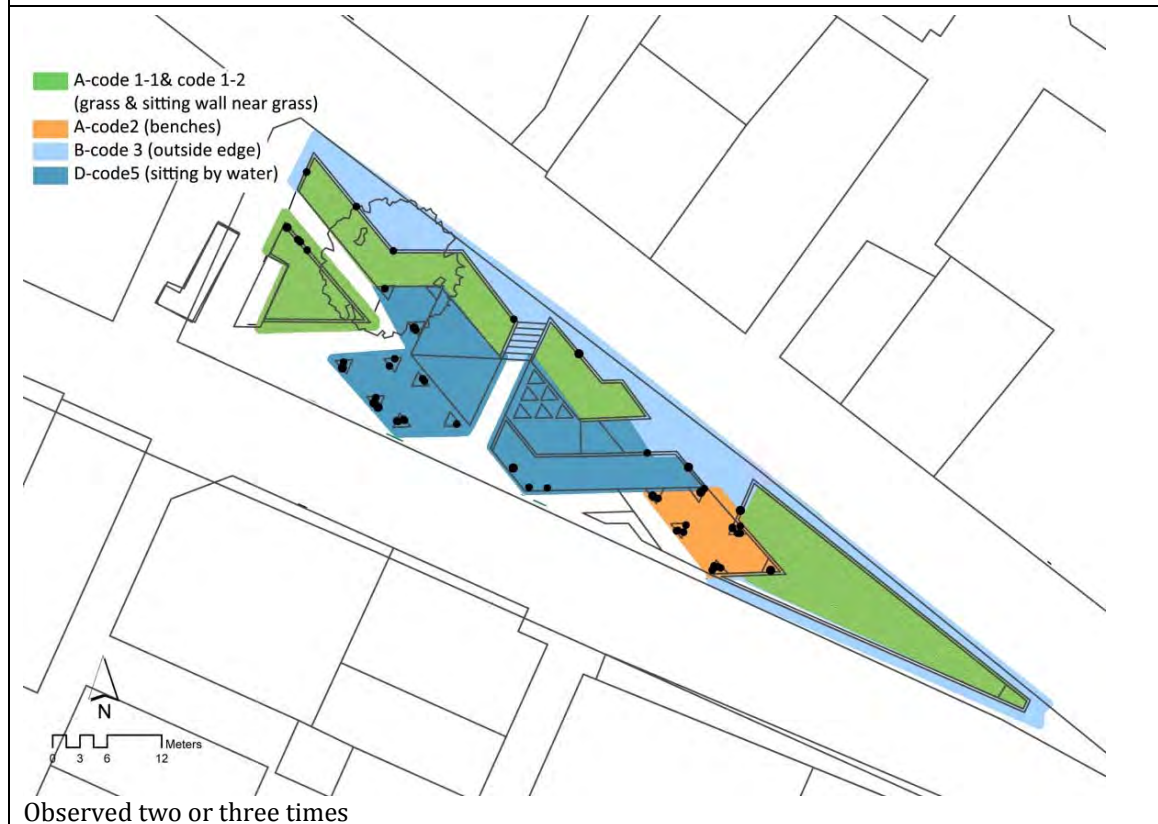 A-code 1-1& code 1-2
(grass & sitting wall near grass)
A-code2 (benches)
B-code 3 (outside edge)
D-code5 (sitting by water)
N
Meters
0 3 6 12
Observed two or three times